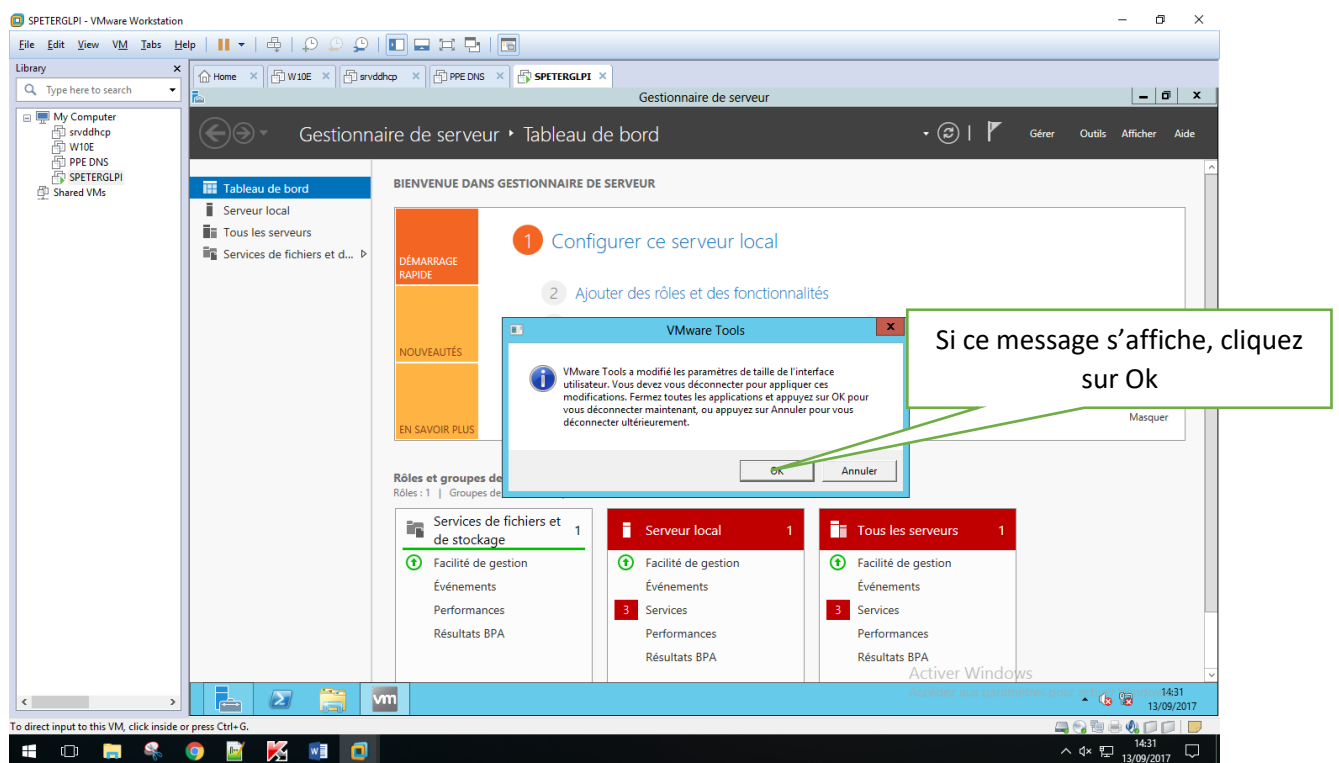 SPETERGLPI - VMware Workstation
File Edit View VM Tabs Help
Library
Type here to search
My Computer
srvddhcp
W10E
PPE DNS
SPETERGLPI
Shared VMs
Home W10E srvddhcp PPE DNS SPETERGLPI
Gestionnaire de serveur
Gestionnaire de serveur Tableau de bord
Gérer Outils Afficher Aide
Tableau de bord
Serveur local
Tous les serveurs
Services de fichiers et d...
BIENVENUE DANS GESTIONNAIRE DE SERVEUR
DÉMARRAGE
RAPIDE
NOUVEAUTÉS
EN SAVOIR PLUS
1 Configurer ce serveur local
2 Ajouter des rôles et des fonctionnalités
Masquer
VMware Tools
VMware Tools a modifié les paramètres de taille de l'interface
utilisateur. Vous devez vous déconnecter pour appliquer ces
modifications. Fermez toutes les applications et appuyez sur OK pour
vous déconnecter maintenant, ou appuyez sur Annuler pour vous
déconnecter ultérieurement.
OK Annuler
Si ce message s’affiche, cliquez
sur Ok
Rôles et groupes de
Rôles : 1 | Groupes de
Services de fichiers et
de stockage
1
Facilité de gestion
Événements
Performances
Résultats BPA
Serveur local 1
Facilité de gestion
Événements
3 Services
Performances
Résultats BPA
Tous les serveurs 1
Facilité de gestion
Événements
3 Services
Performances
Résultats BPA
Activer Windows
Accédez aux paramètres pour
14:31
13/09/2017
To direct input to this VM, click inside or press Ctrl+G.
14:31
13/09/2017